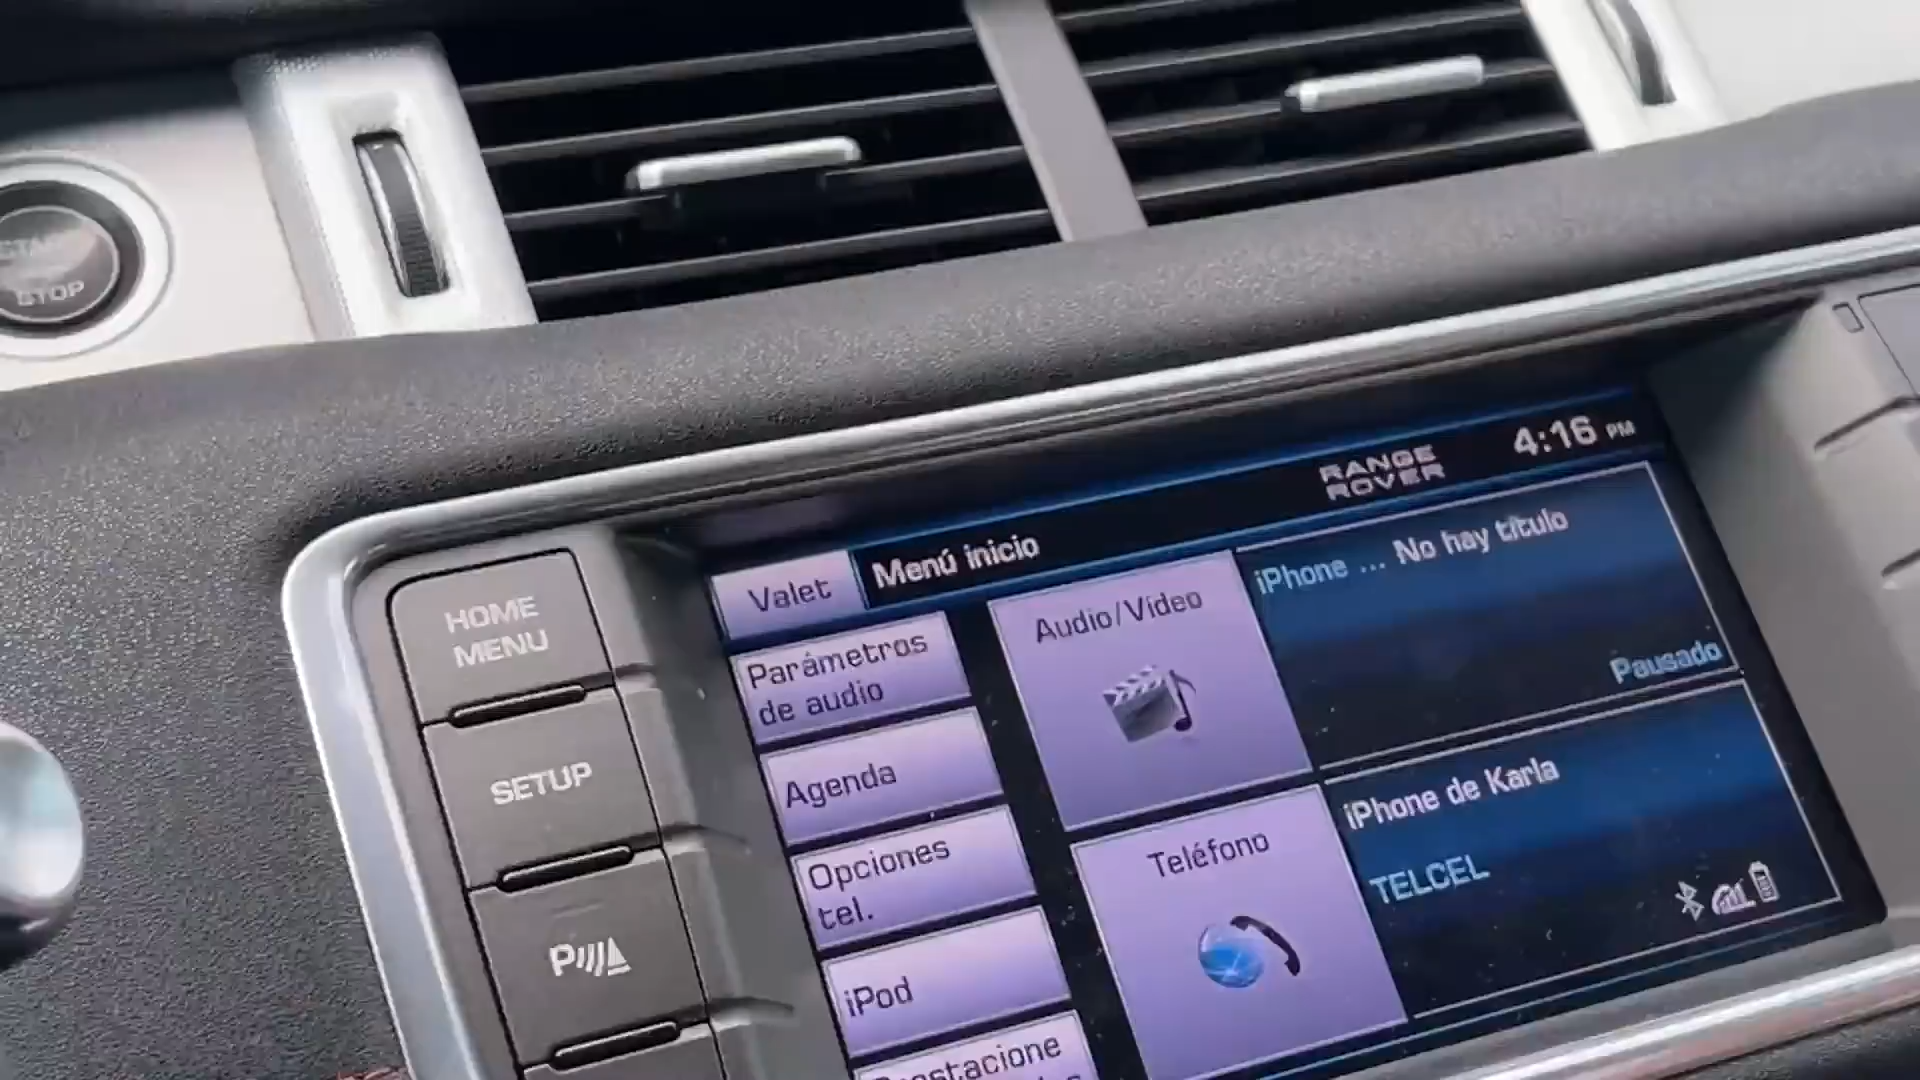 START
STOP
HOME
MENU
SETUP
P
RANGE
ROVER
4:16 PM
Valet
Menú inicio
Parámetros
de audio
Agenda
Opciones
tel.
iPod
Audio/Vídeo
iPhone ... No hay título
Pausado
Teléfono
iPhone de Karla
TELCEL